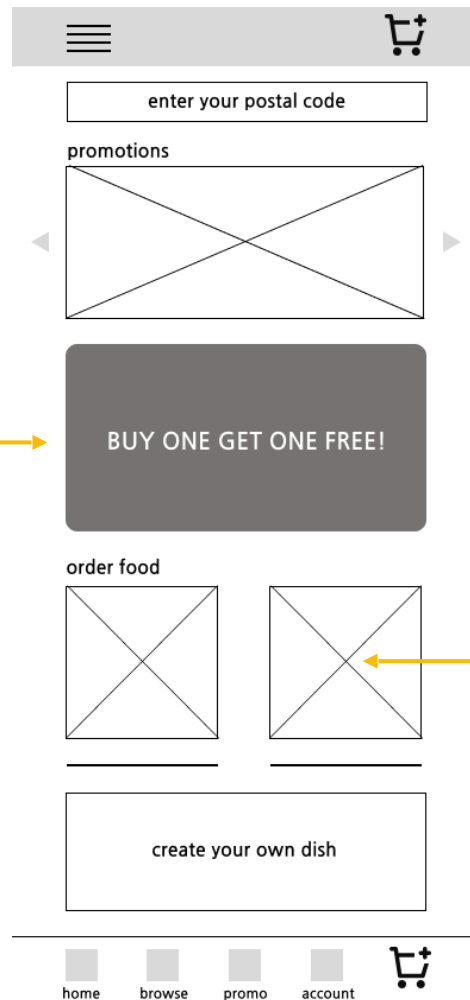 enter your postal code
promotions
BUY ONE GET ONE FREE!
order food
create your own dish
home browse promo account